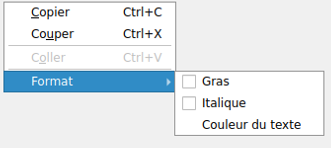 Copier Ctrl+C
Couper Ctrl+X
Coller Ctrl+V
Format
Gras
Italique
Couleur du texte